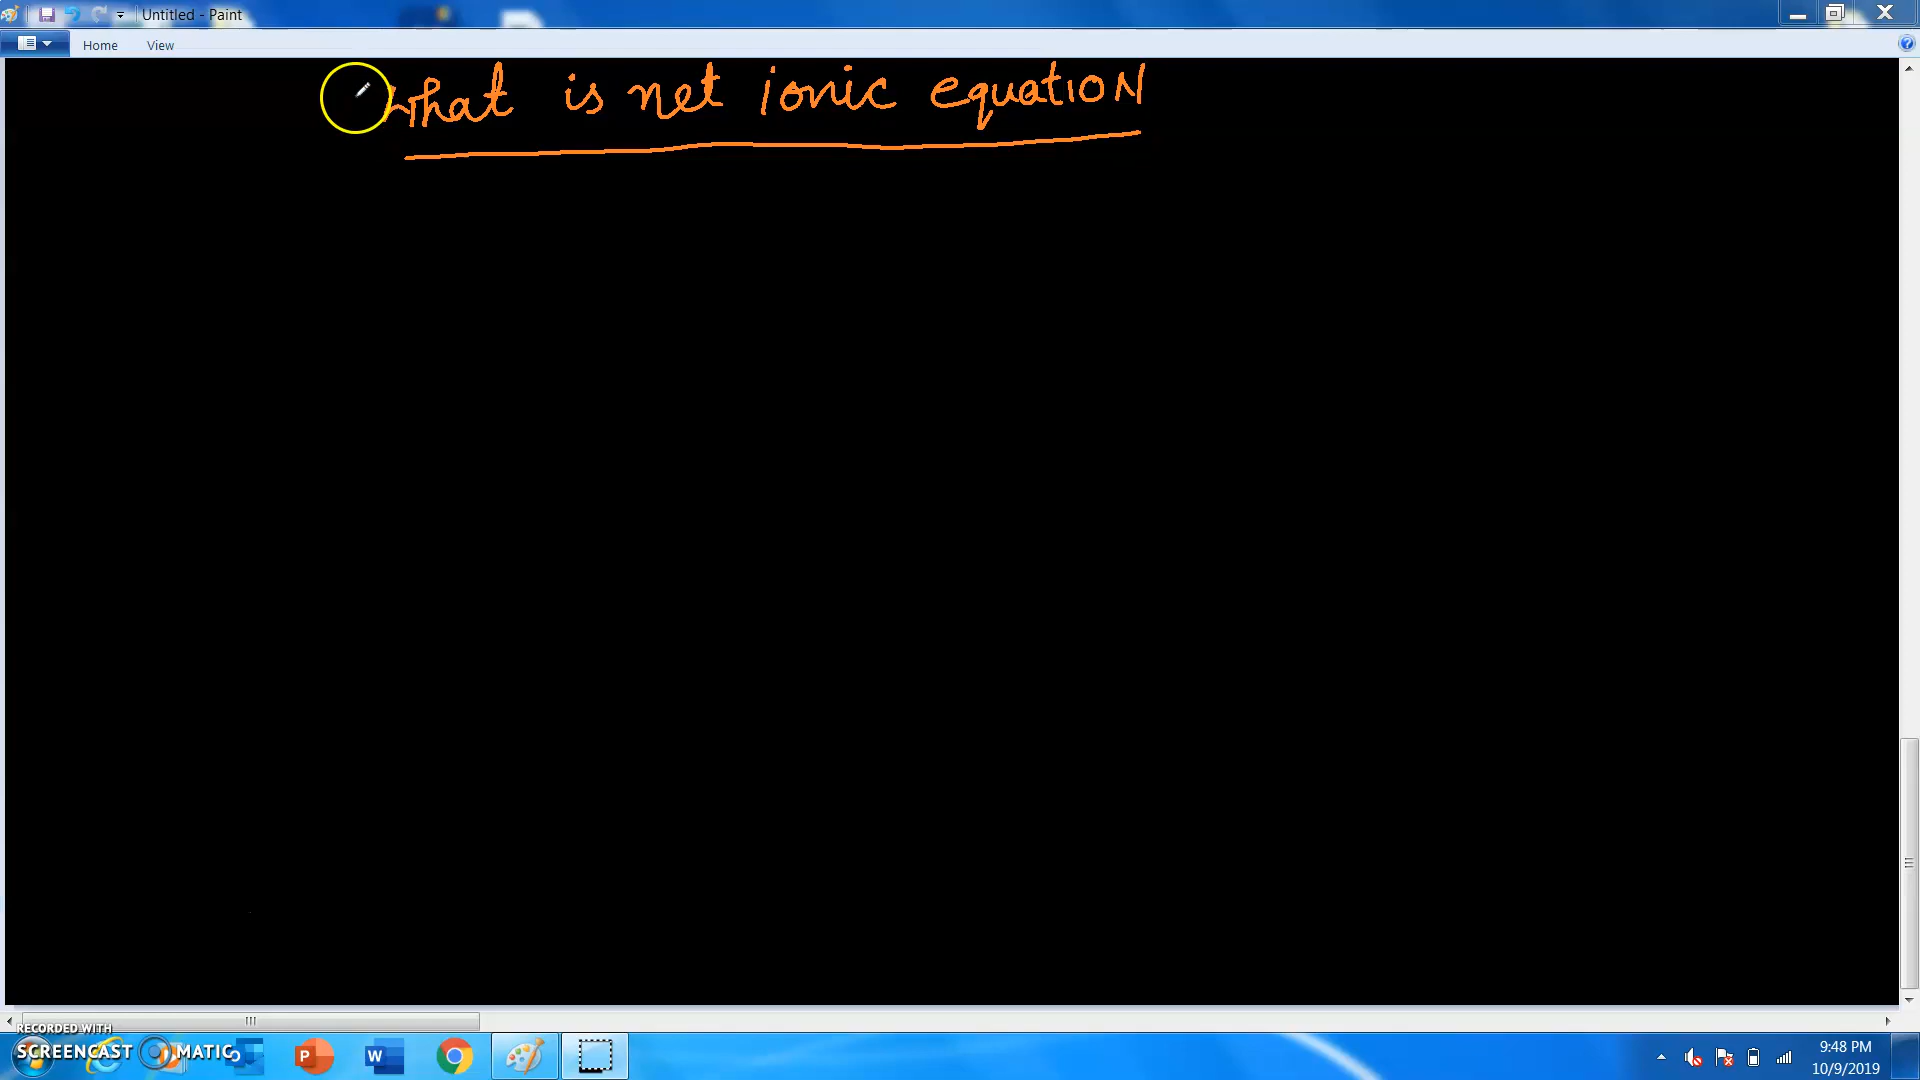 Untitled - Paint
Home View
What is net ionic equation
RECORDED WITH
SCREENCAST MATIC
9:48 PM
10/9/2019